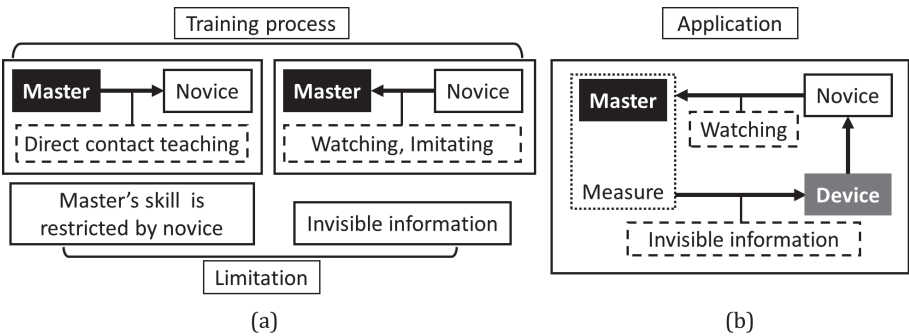 Training process
Master
Novice
Direct contact teaching
Master
Novice
Watching, Imitating
Master's skill is
restricted by novice
Invisible information
Limitation
(a)
Application
Master
Novice
Watching
Measure
Device
Invisible information
(b)